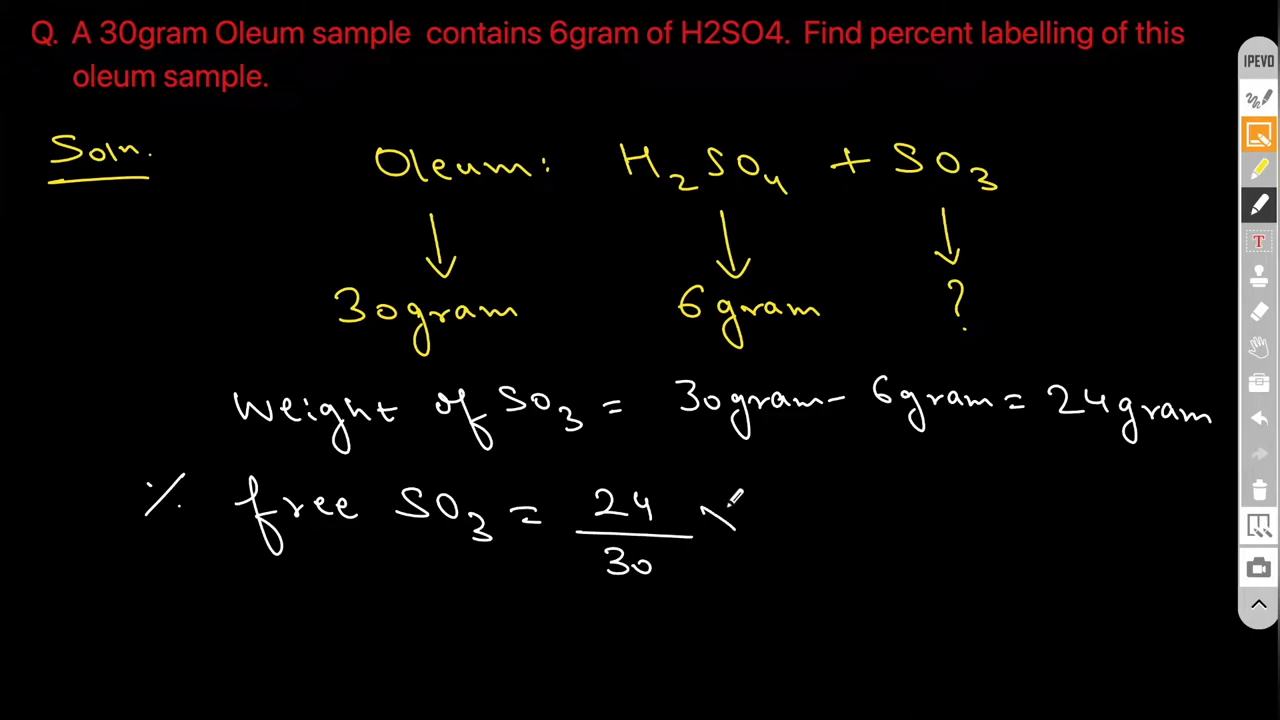 Q. A 30gram Oleum sample contains 6gram of H2SO4. Find percent labelling of this
oleum sample.
IPEVO
Soln.
Oleum: H₂SO₄ + SO₃
30gram 6gram ?
Weight of SO₃ = 30gram - 6gram = 24gram
% free SO₃ = 24
30
T